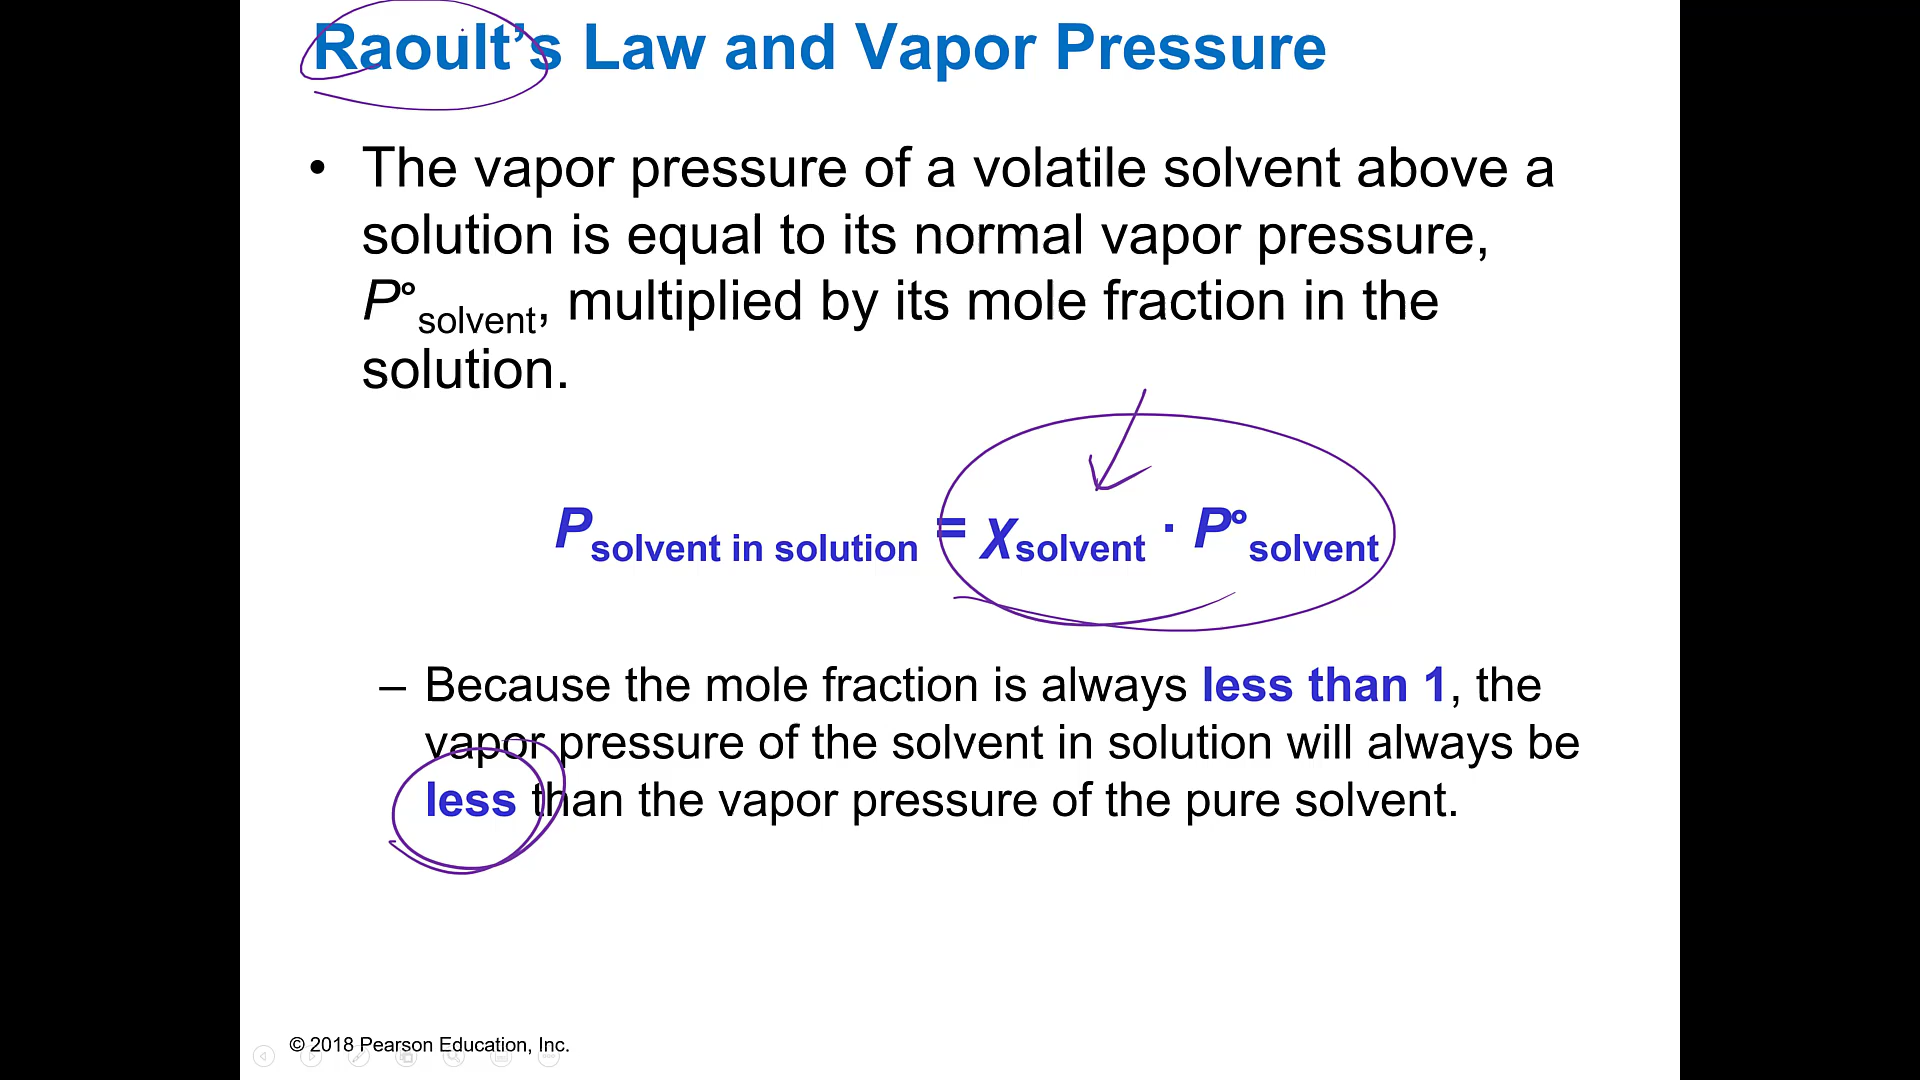 Raoult's Law and Vapor Pressure
• The vapor pressure of a volatile solvent above a
solution is equal to its normal vapor pressure,
P°solvent, multiplied by its mole fraction in the
solution.
Psolvent in solution = χsolvent · P°solvent
– Because the mole fraction is always less than 1, the
vapor pressure of the solvent in solution will always be
less than the vapor pressure of the pure solvent.
© 2018 Pearson Education, Inc.